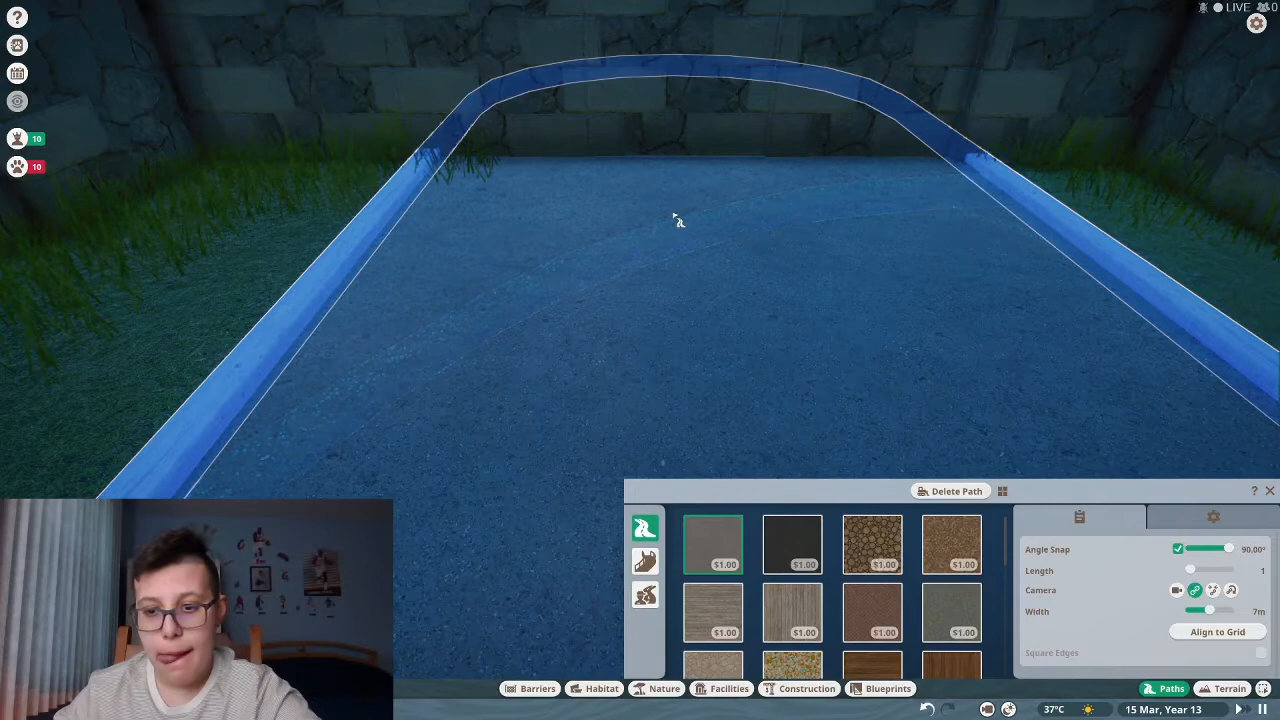 ?
LIVE 0
10
10
Delete Path
? ×
$1.00 $1.00 $1.00 $1.00
$1.00 $1.00 $1.00 $1.00
Angle Snap 90.00°
Length 1
Camera
Width 7m
Align to Grid
Square Edges
Barriers Habitat Nature Facilities Construction Blueprints Paths Terrain
37°C 15 Mar, Year 13